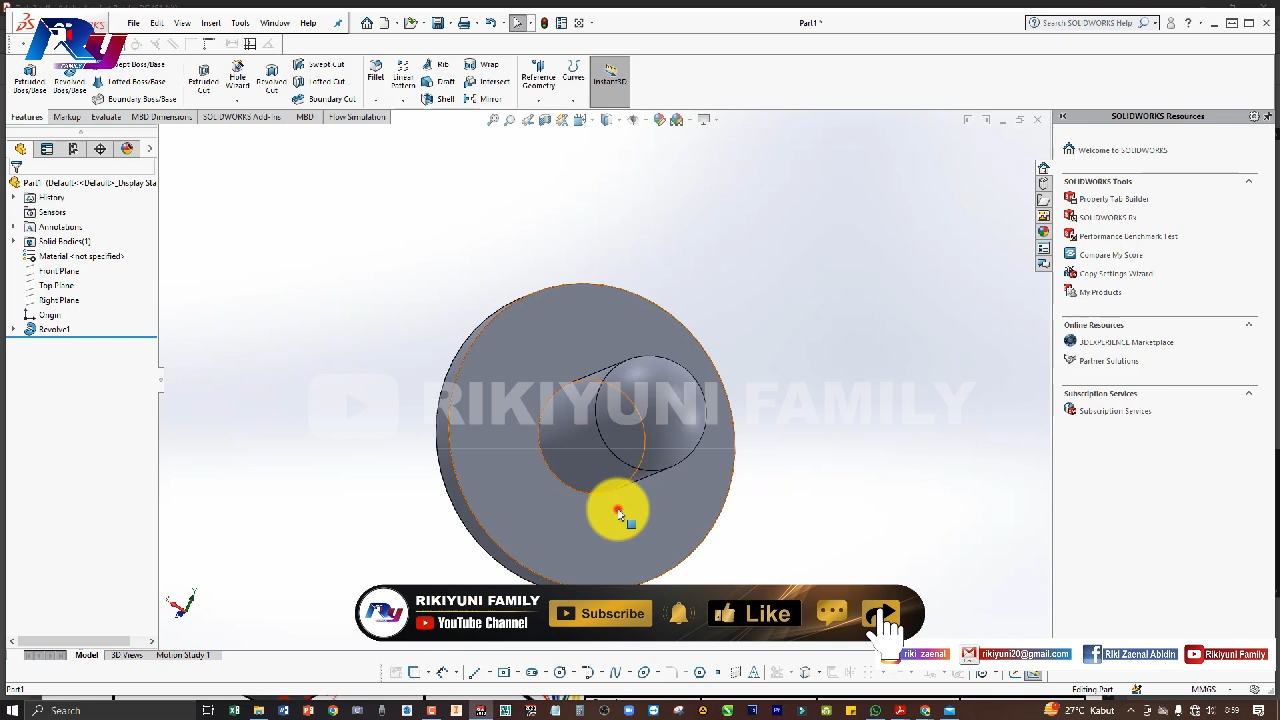 File Edit View Insert Tools Window Help
Part1 *
Search SOLIDWORKS Help
Ry
FAMILY
Extruded Boss/Base
Revolved Boss/Base
Swept Boss/Base
Lofted Boss/Base
Boundary Boss/Base
Extruded Cut
Hole Wizard
Revolved Cut
Swept Cut
Lofted Cut
Boundary Cut
Fillet
Linear Pattern
Rib
Draft
Shell
Wrap
Intersect
Mirror
Reference Geometry
Curves
Instant3D
Features Markup Evaluate MBD Dimensions SOLIDWORKS Add-Ins MBD Flow Simulation
Part1 (Default<<Default>_Display Sta
History
Sensors
Annotations
Solid Bodies(1)
Material <not specified>
Front Plane
Top Plane
Right Plane
Origin
Revolve1
SOLIDWORKS Resources
Welcome to SOLIDWORKS
SOLIDWORKS Tools
Property Tab Builder
SOLIDWORKS Rx
Performance Benchmark Test
Compare My Score
Copy Settings Wizard
My Products
Online Resources
3DEXPERIENCE Marketplace
Partner Solutions
Subscription Services
Subscription Services
RIKIYUNI FAMILY
RIKIYUNI FAMILY
YouTube Channel
Subscribe
Like
riki zaenal
rikiyuni20@gmail.com
Riki Zaenal Abidin
Rikiyuni Family
Model 3D Views Motion Study 1
Part1
Editing Part
MMGS
Search
27°C Kabut
8:59